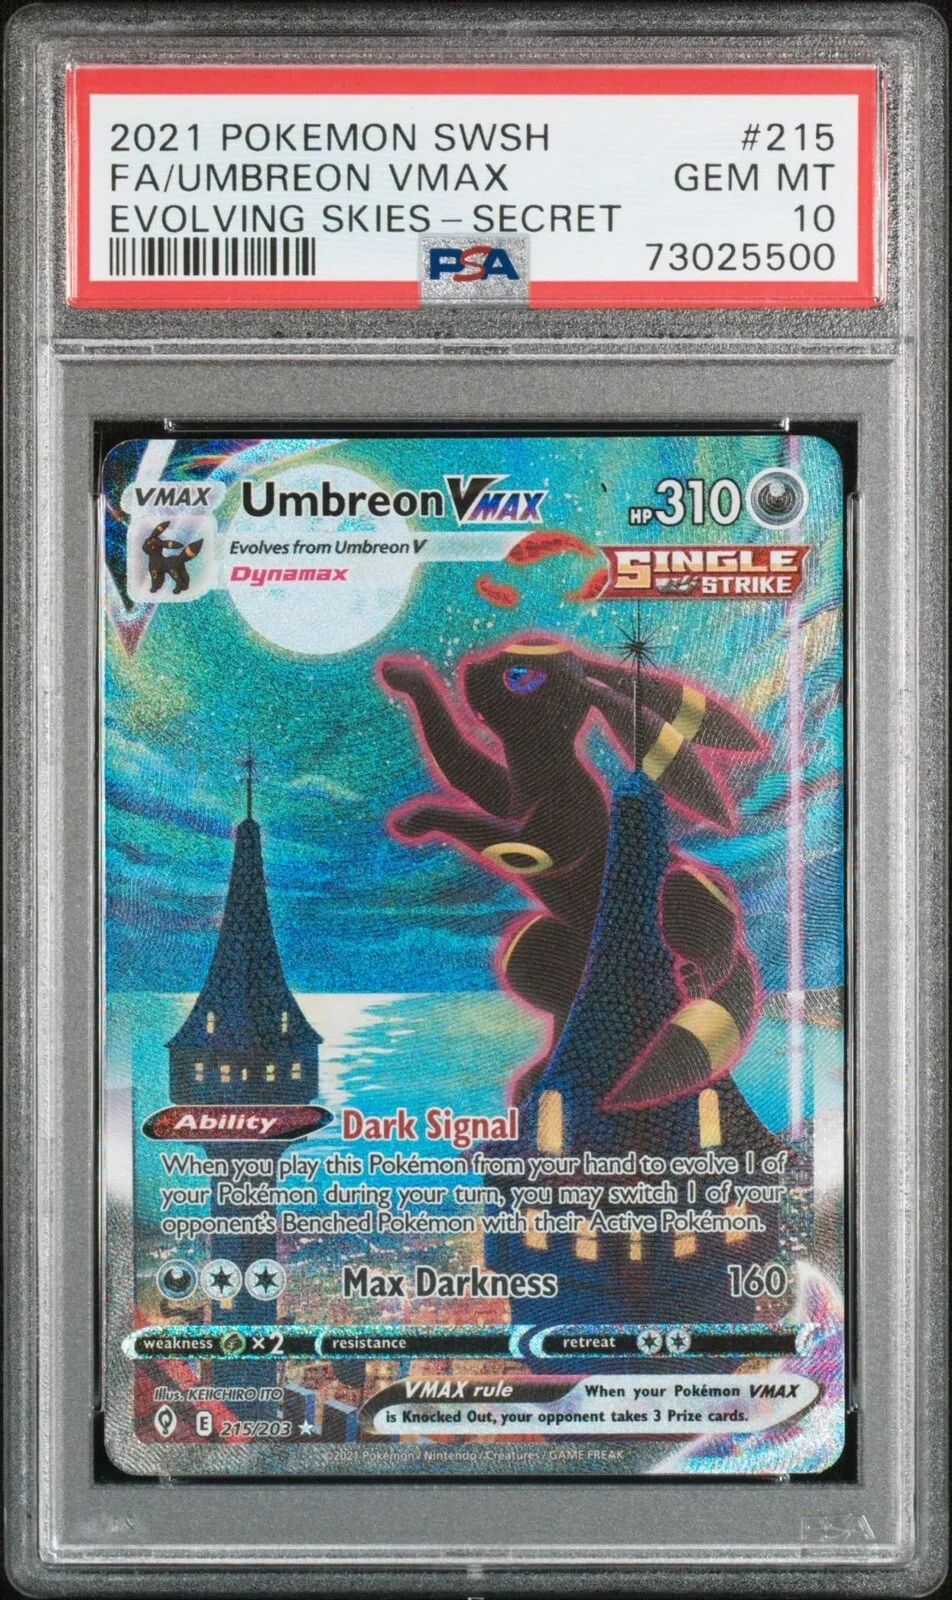 2021 POKEMON SWSH #215
FA/UMBREON VMAX GEM MT
EVOLVING SKIES – SECRET 10
73025500
PSA
VMAX Umbreon VMAX HP 310
Evolves from Umbreon V
Dynamax
SINGLE STRIKE
Ability Dark Signal
When you play this Pokémon from your hand to evolve 1 of
your Pokémon during your turn, you may switch 1 of your
opponent's Benched Pokémon with their Active Pokémon.
Max Darkness 160
weakness ×2 resistance retreat
Illus. KEIICHIRO ITO
VMAX rule When your Pokémon VMAX
is Knocked Out, your opponent takes 3 Prize cards.
E 215/203
©2021 Pokémon / Nintendo / Creatures / GAME FREAK
PSA